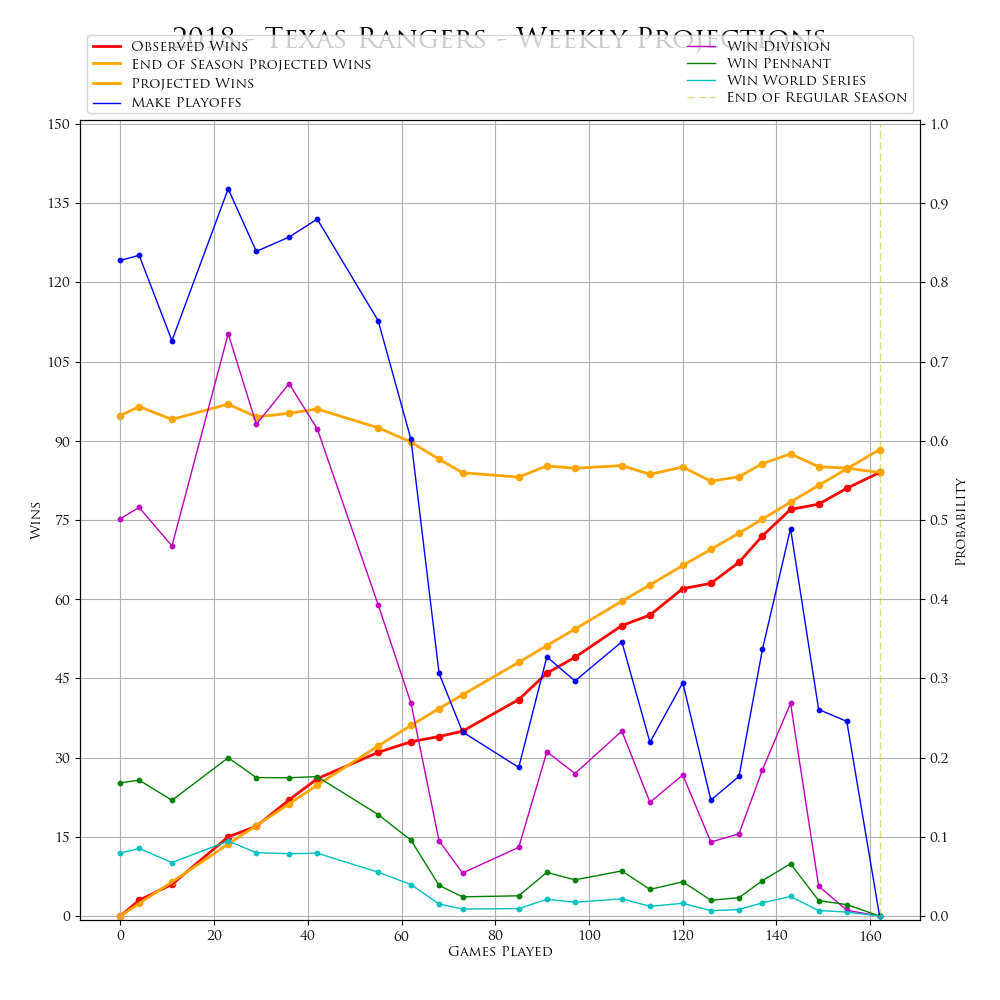 2018 - Texas Rangers - Weekly Projections
Observed Wins
End of Season Projected Wins
Projected Wins
Make Playoffs
Win Division
Win Pennant
Win World Series
End of Regular Season
150
135
120
105
90
75
60
45
30
15
0
Wins
1.0
0.9
0.8
0.7
0.6
0.5
0.4
0.3
0.2
0.1
0.0
Probability
0 20 40 60 80 100 120 140 160
Games Played